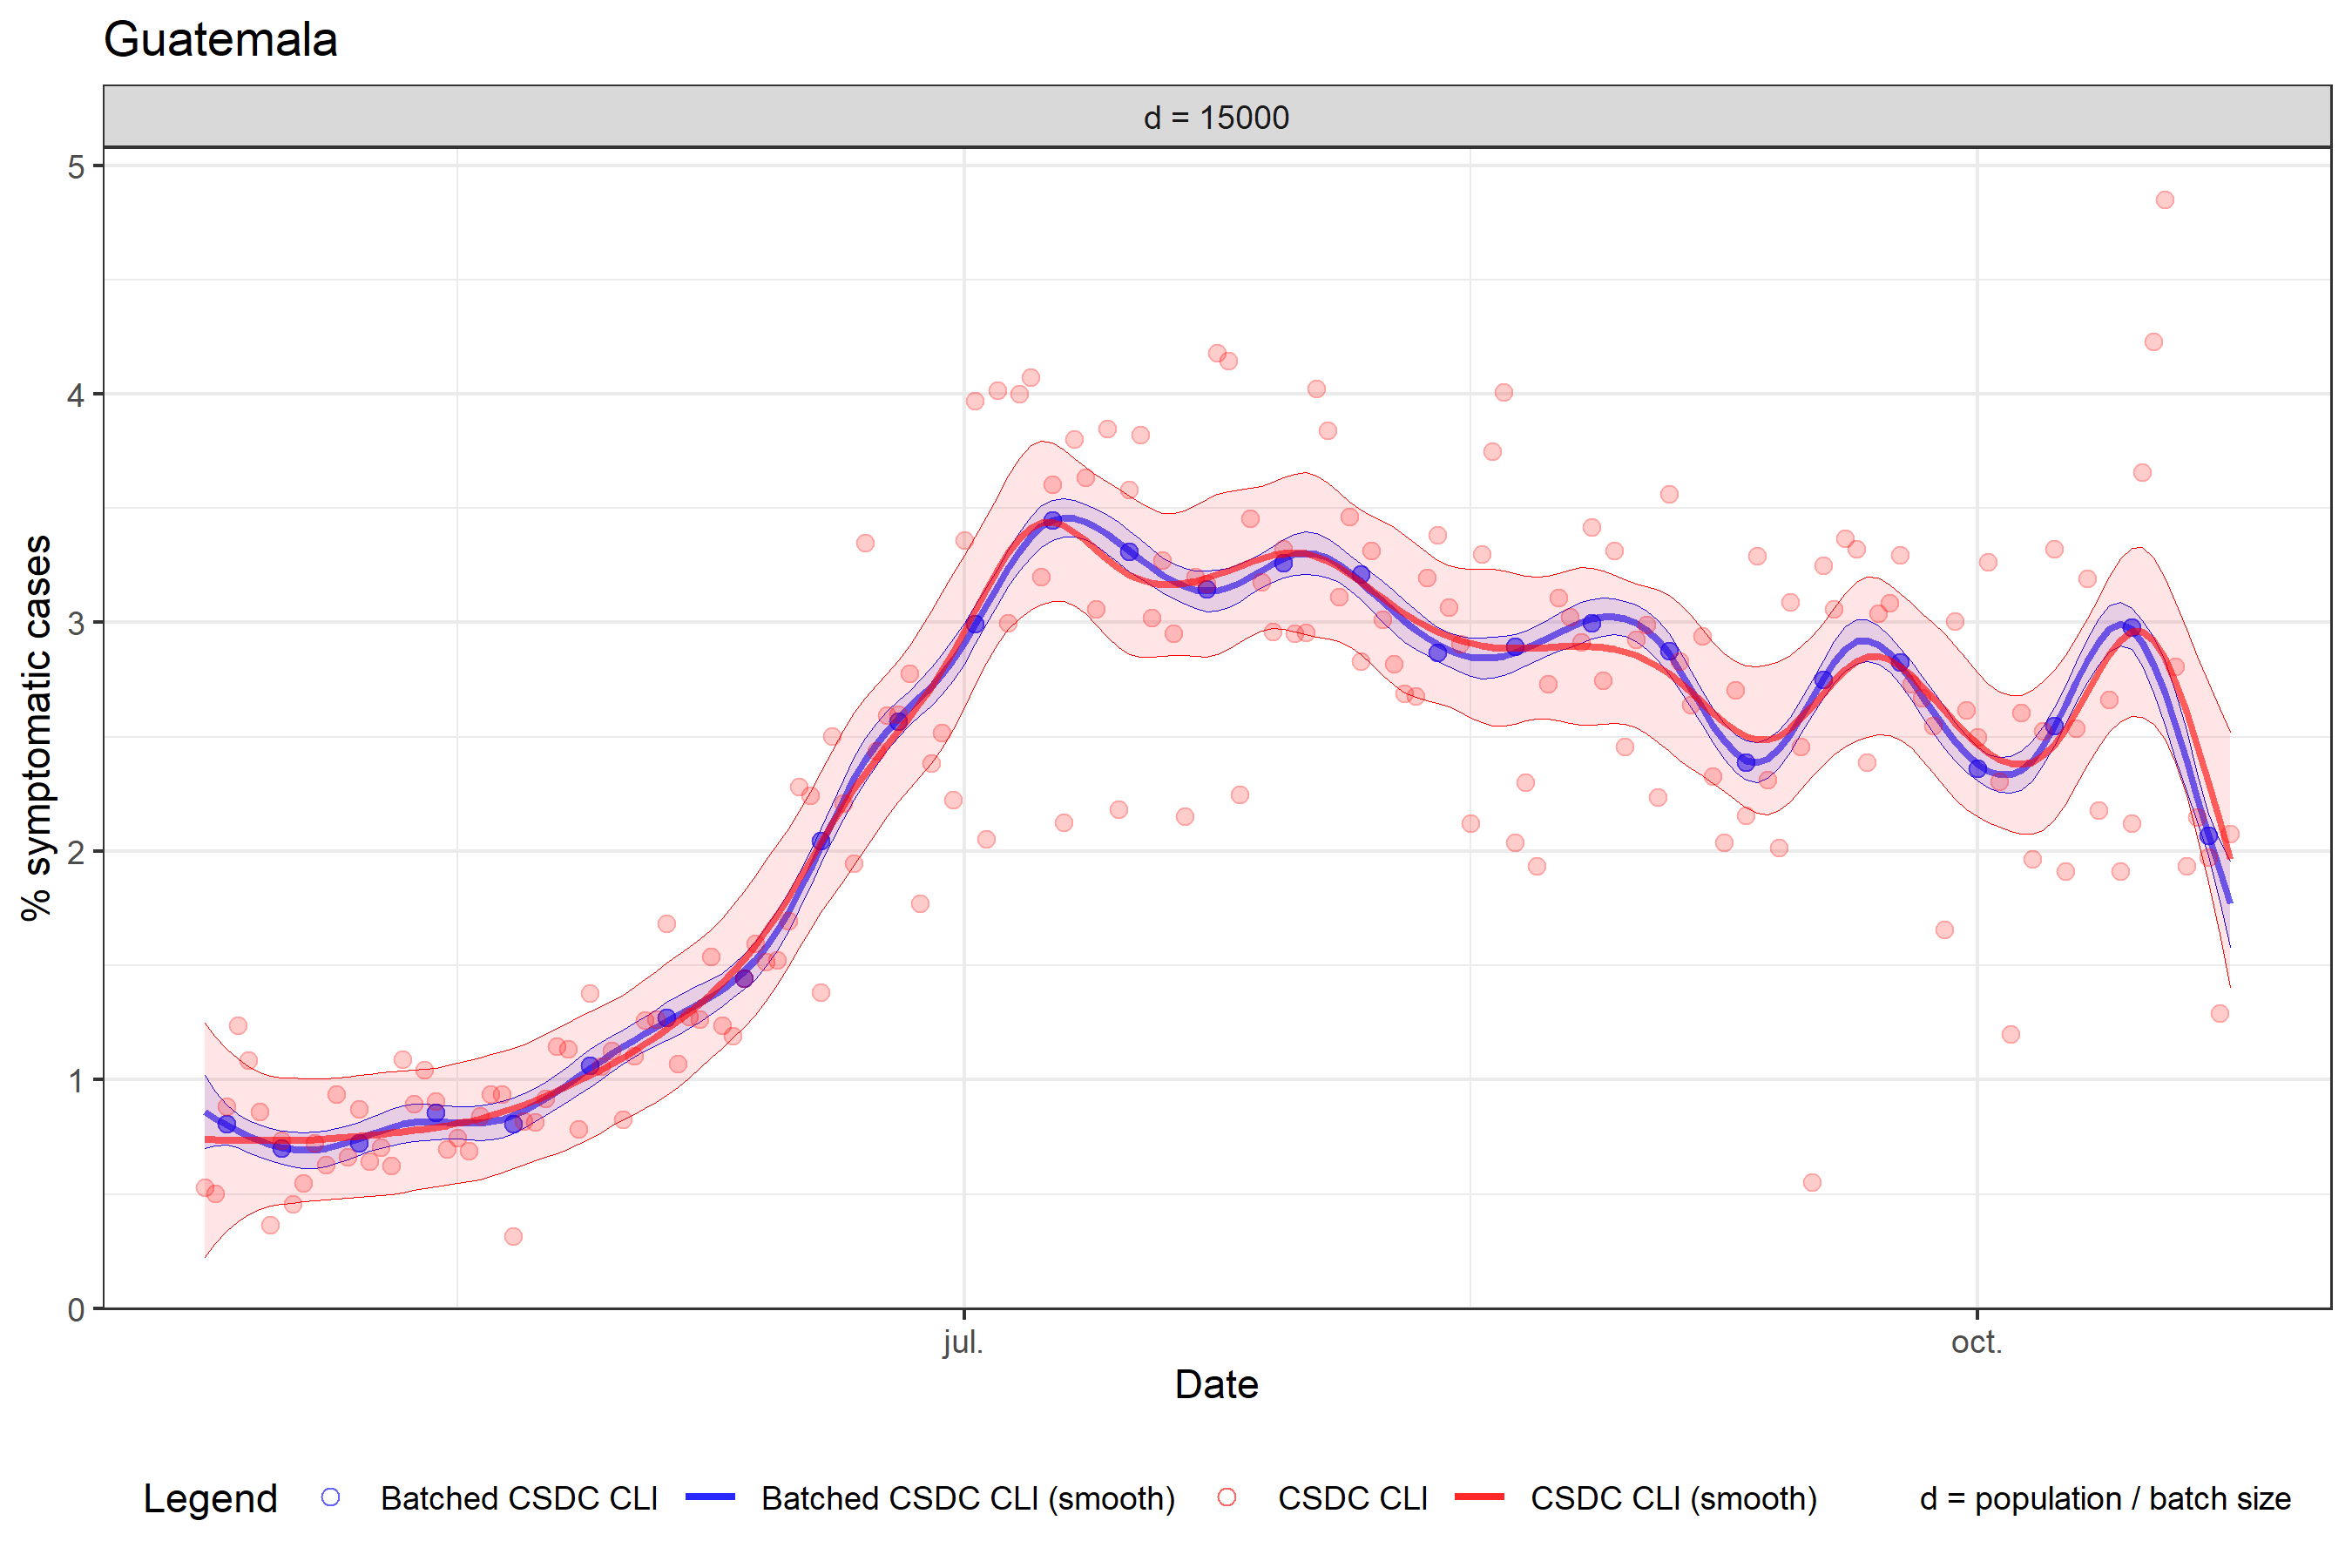 Guatemala
d = 15000
% symptomatic cases
5
4
3
2
1
0
jul.
oct.
Date
Legend
Batched CSDC CLI
Batched CSDC CLI (smooth)
CSDC CLI
CSDC CLI (smooth)
d = population / batch size